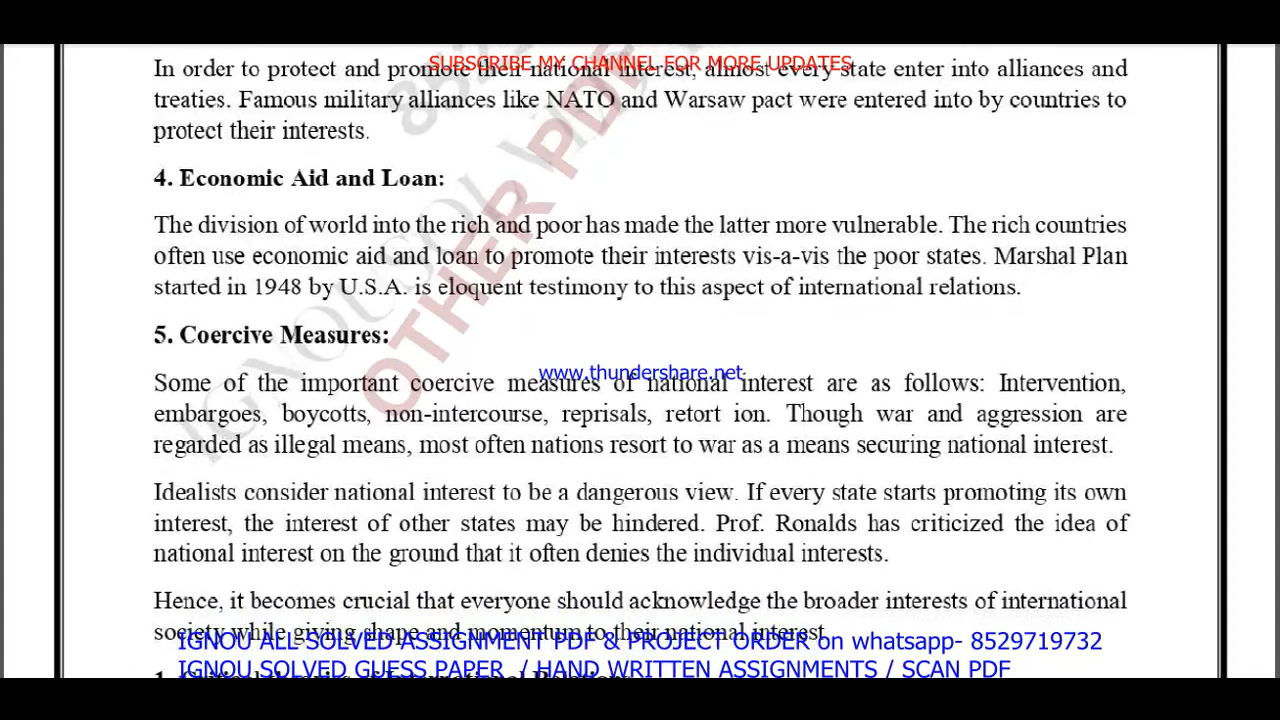 SUBSCRIBE MY CHANNEL FOR MORE UPDATES
In order to protect and promote their national interest, almost every state enter into alliances and
treaties. Famous military alliances like NATO and Warsaw pact were entered into by countries to
protect their interests.
4. Economic Aid and Loan:
The division of world into the rich and poor has made the latter more vulnerable. The rich countries
often use economic aid and loan to promote their interests vis-a-vis the poor states. Marshal Plan
started in 1948 by U.S.A. is eloquent testimony to this aspect of international relations.
5. Coercive Measures:
www.thundershare.net
Some of the important coercive measures of national interest are as follows: Intervention,
embargoes, boycotts, non-intercourse, reprisals, retort ion. Though war and aggression are
regarded as illegal means, most often nations resort to war as a means securing national interest.
Idealists consider national interest to be a dangerous view. If every state starts promoting its own
interest, the interest of other states may be hindered. Prof. Ronalds has criticized the idea of
national interest on the ground that it often denies the individual interests.
Hence, it becomes crucial that everyone should acknowledge the broader interests of international
society while giving shape and momentum to their national interest
IGNOU ALL SOLVED ASSIGNMENT PDF & PROJECT ORDER on whatsapp- 8529719732
IGNOU SOLVED GUESS PAPER / HAND WRITTEN ASSIGNMENTS / SCAN PDF
OTHER PDF